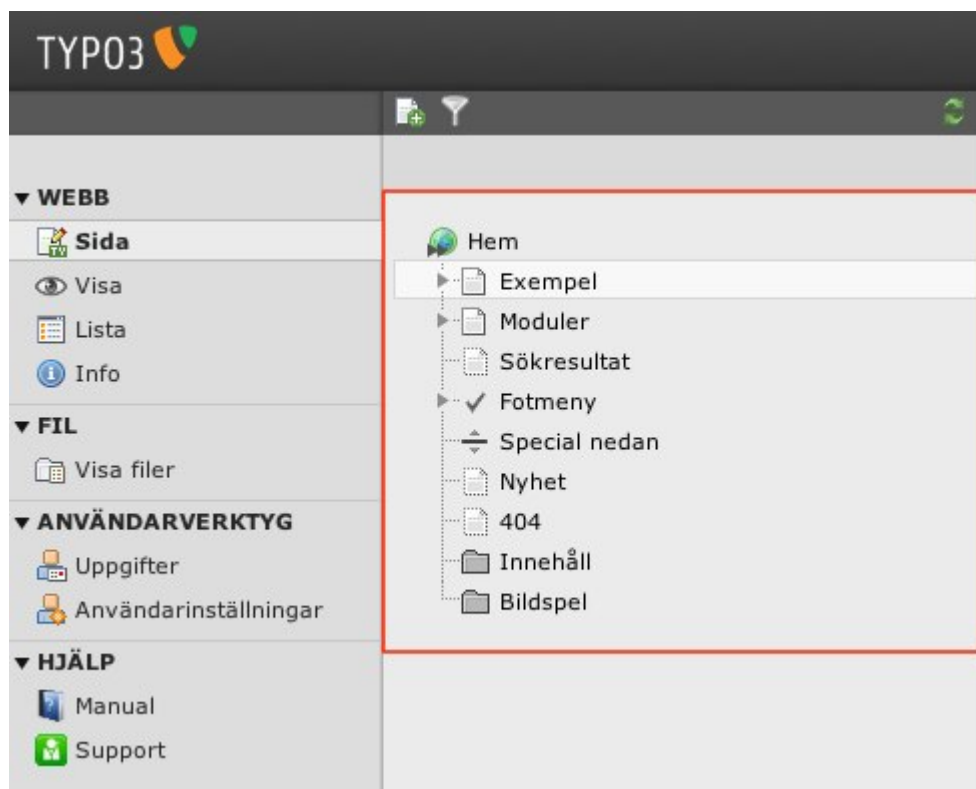 TYPO3
WEBB
Sida
Visa
Lista
Info
FIL
Visa filer
ANVÄNDARVERKTYG
Uppgifter
Användarinställningar
HJÄLP
Manual
Support
Hem
Exempel
Moduler
Sökresultat
Fotmeny
Special nedan
Nyhet
404
Innehåll
Bildspel